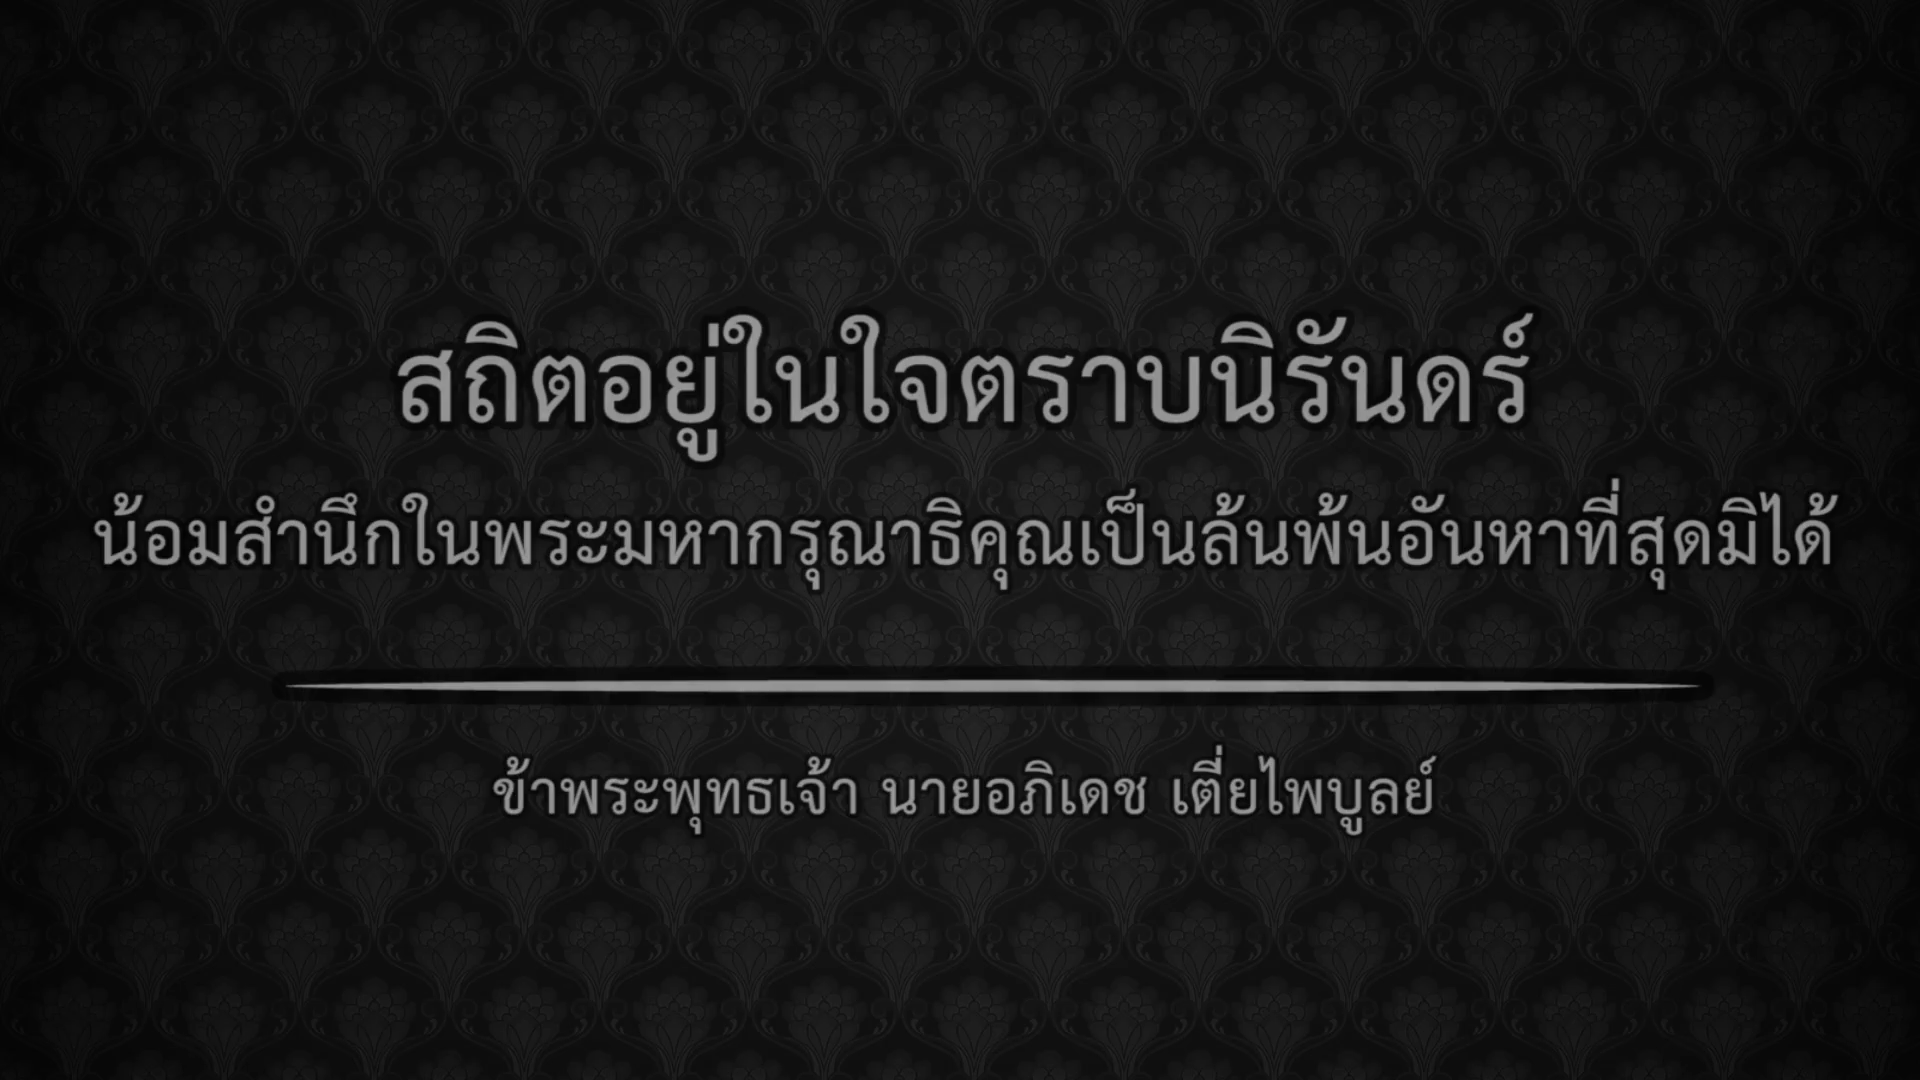 สถิตอยู่ในใจตราบนิรันดร์
น้อมสำนึกในพระมหากรุณาธิคุณเป็นล้นพ้นอันหาที่สุดมิได้
ข้าพระพุทธเจ้า นายอภิเดช เตี่ยไพบูลย์